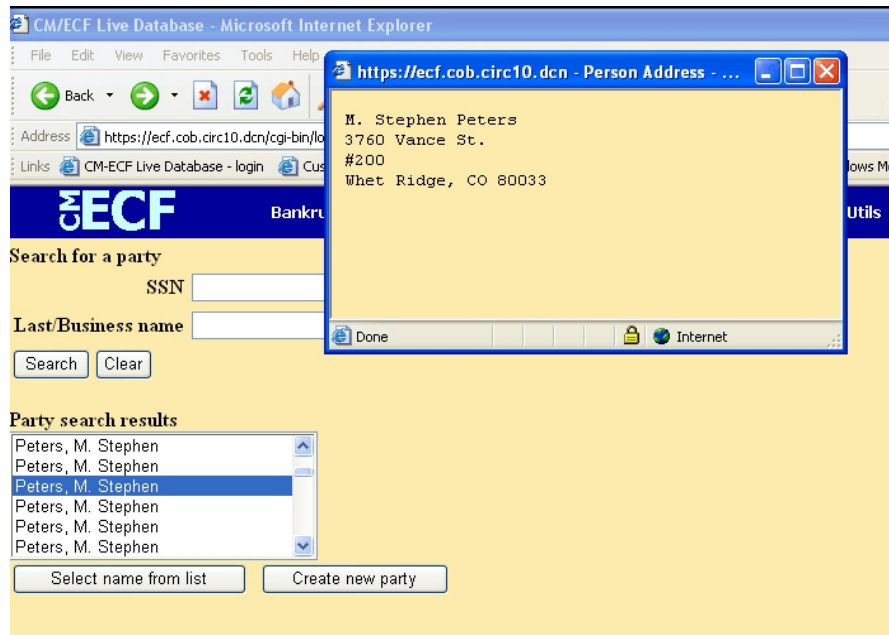 CM/ECF Live Database - Microsoft Internet Explorer
File Edit View Favorites Tools Help
Back
Address https://ecf.cob.circ10.dcn/cgi-bin/lo
Links CM-ECF Live Database - login Cus lows M
CM ECF Bankru Utils
https://ecf.cob.circ10.dcn - Person Address - ...
M. Stephen Peters
3760 Vance St.
#200
Whet Ridge, CO 80033
Done Internet
Search for a party
SSN
Last/Business name
Search Clear
Party search results
Peters, M. Stephen
Peters, M. Stephen
Peters, M. Stephen
Peters, M. Stephen
Peters, M. Stephen
Peters, M. Stephen
Select name from list Create new party